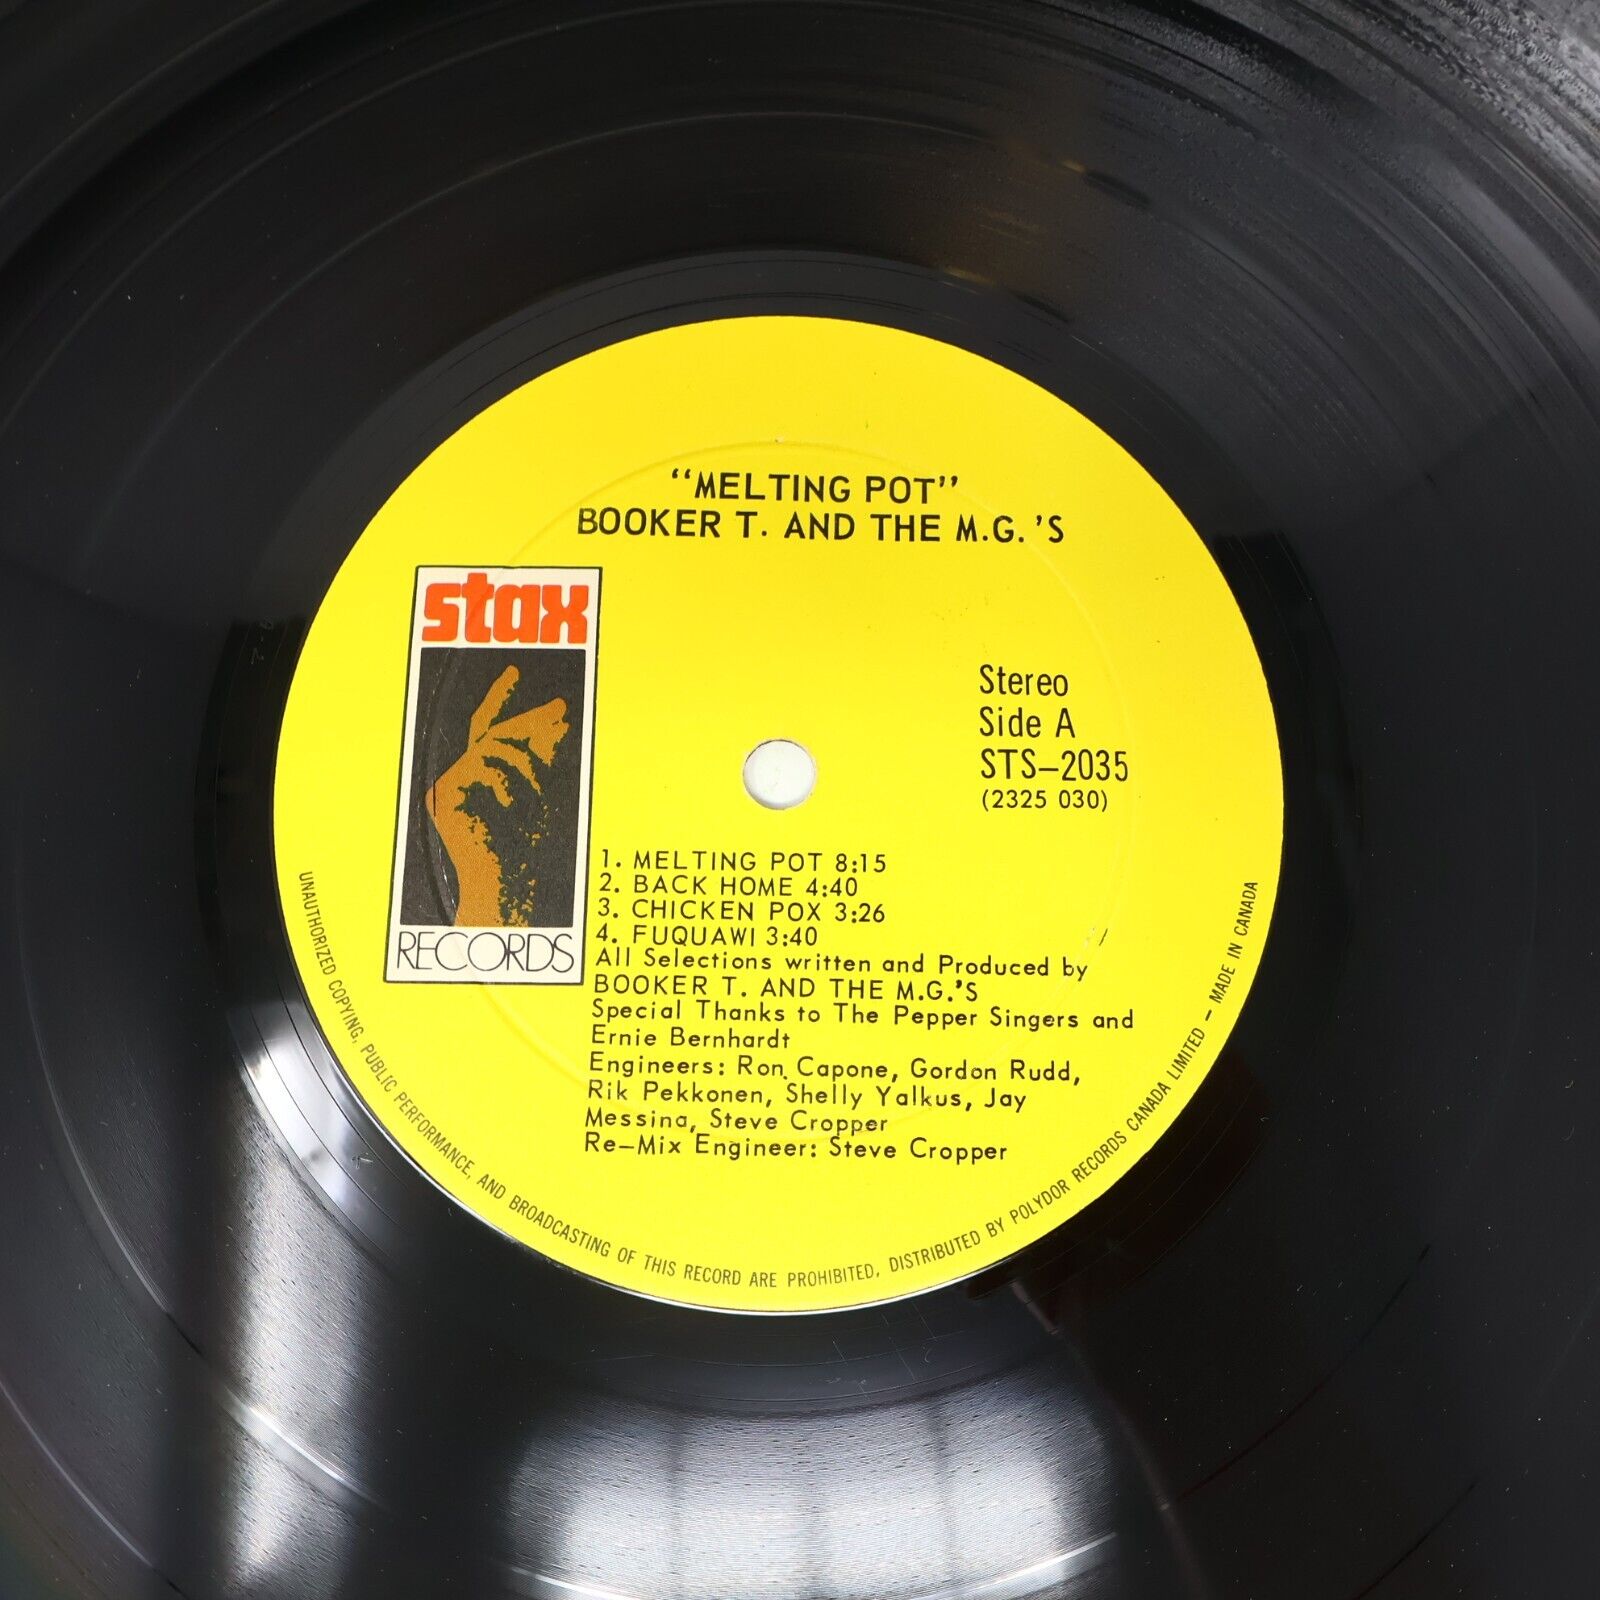 “MELTING POT”
BOOKER T. AND THE M.G. 'S
stax
RECORDS
Stereo
Side A
STS–2035
(2325 030)
1. MELTING POT 8:15
2. BACK HOME 4:40
3. CHICKEN POX 3:26
4. FUQUAWI 3:40
All Selections written and Produced by
BOOKER T. AND THE M.G.'S
Special Thanks to The Pepper Singers and
Ernie Bernhardt
Engineers: Ron Capone, Gordon Rudd,
Rik Pekkonen, Shelly Yalkus, Jay
Messina, Steve Cropper
Re–Mix Engineer: Steve Cropper
UNAUTHORIZED COPYING, PUBLIC PERFORMANCE, AND BROADCASTING OF THIS RECORD ARE PROHIBITED, DISTRIBUTED BY POLYDOR RECORDS CANADA LIMITED – MADE IN CANADA